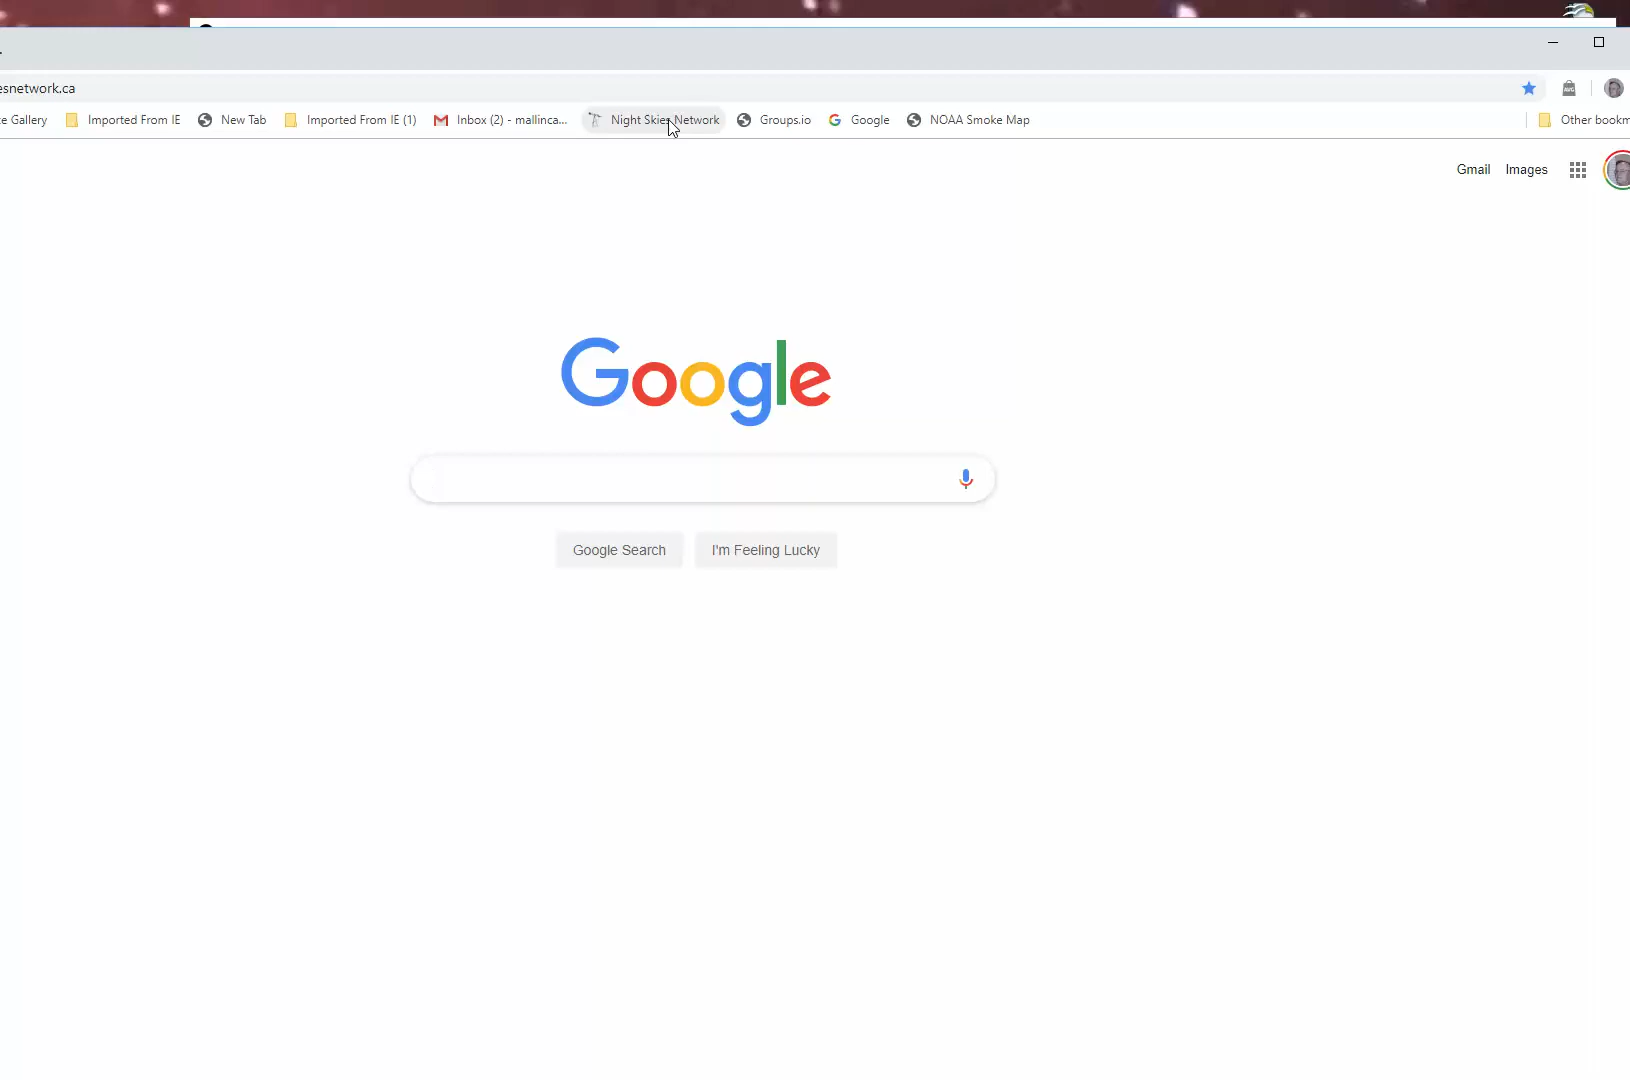 esnetwork.ca
e Gallery Imported From IE New Tab Imported From IE (1) Inbox (2) - mallinca... Night Skies Network Groups.io Google NOAA Smoke Map Other bookm
Gmail Images
Google
Google Search I'm Feeling Lucky